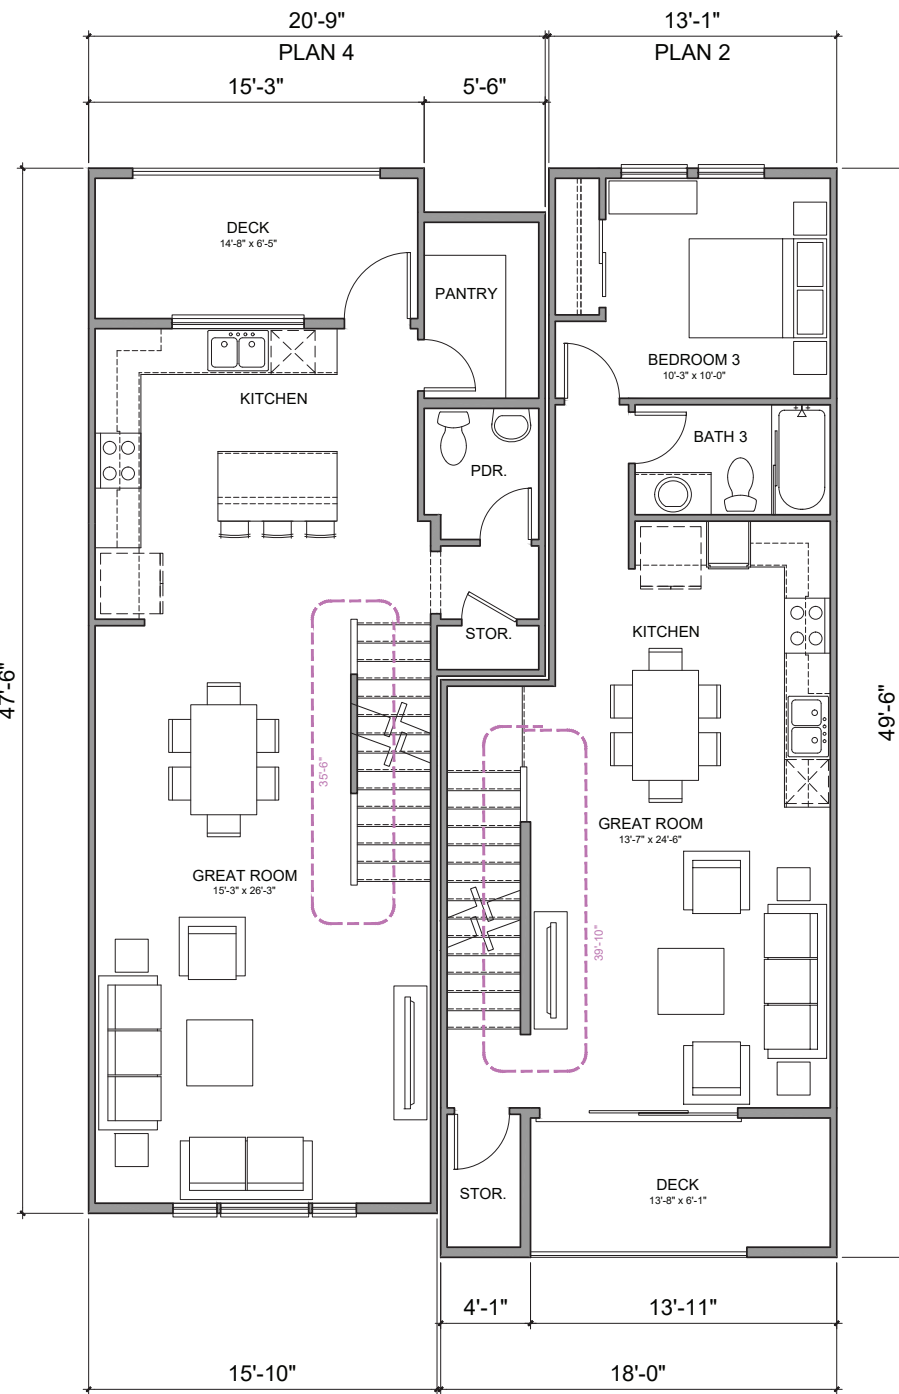 20'-9"
13'-1"
PLAN 4
PLAN 2
15'-3"
5'-6"
DECK
14'-8" x 6'-5"
PANTRY
BEDROOM 3
10'-3" x 10'-0"
KITCHEN
BATH 3
PDR.
STOR.
KITCHEN
47'-6"
49'-6"
35'-6"
GREAT ROOM
13'-7" x 24'-6"
GREAT ROOM
15'-3" x 26'-3"
39'-10"
STOR.
DECK
13'-8" x 6'-1"
4'-1"
13'-11"
15'-10"
18'-0"